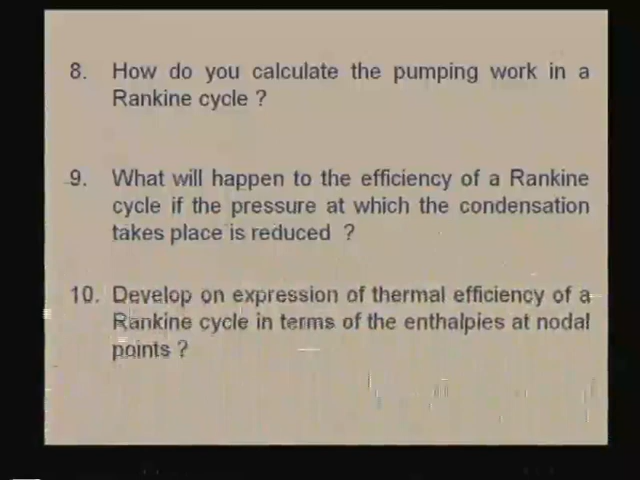 8. How do you calculate the pumping work in a
Rankine cycle ?
9. What will happen to the efficiency of a Rankine
cycle if the pressure at which the condensation
takes place is reduced ?
10. Develop on expression of thermal efficiency of a
Rankine cycle in terms of the enthalpies at nodal
points ?